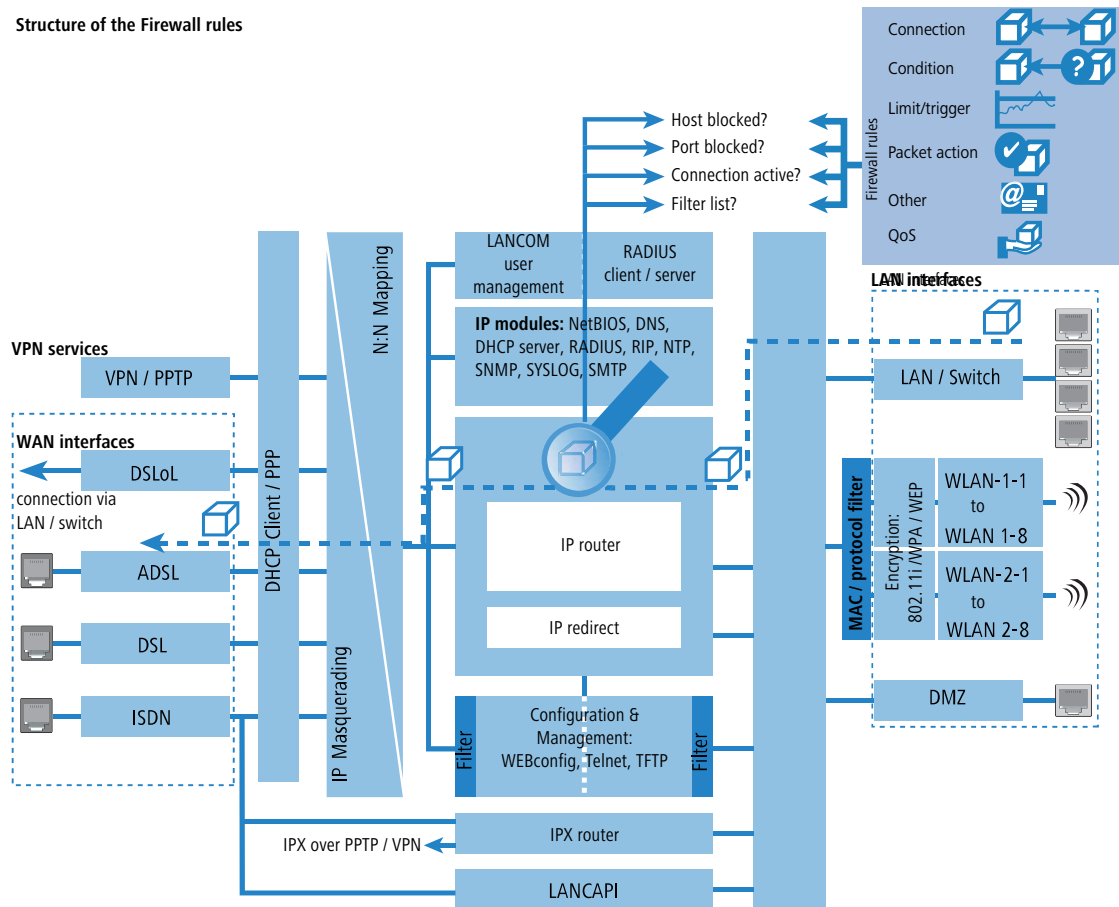 Structure of the Firewall rules
Connection
Condition
Limit/trigger
Packet action
Other
QoS
Firewall rules
Host blocked?
Port blocked?
Connection active?
Filter list?
LANCOM
user
management
RADIUS
client / server
IP modules: NetBIOS, DNS,
DHCP server, RADIUS, RIP, NTP,
SNMP, SYSLOG, SMTP
N:N Mapping
IP Masquerading
DHCP Client / PPP
VPN services
VPN / PPTP
WAN interfaces
DSLoL
connection via
LAN / switch
ADSL
DSL
ISDN
IP router
IP redirect
Filter
Configuration &
Management:
WEBconfig, Telnet, TFTP
Filter
IPX router
IPX over PPTP / VPN
LANCAPI
LAN interfaces
LAN / Switch
MAC / protocol filter
Encryption:
802.11i /WPA / WEP
WLAN-1-1
to
WLAN 1-8
WLAN-2-1
to
WLAN 2-8
DMZ